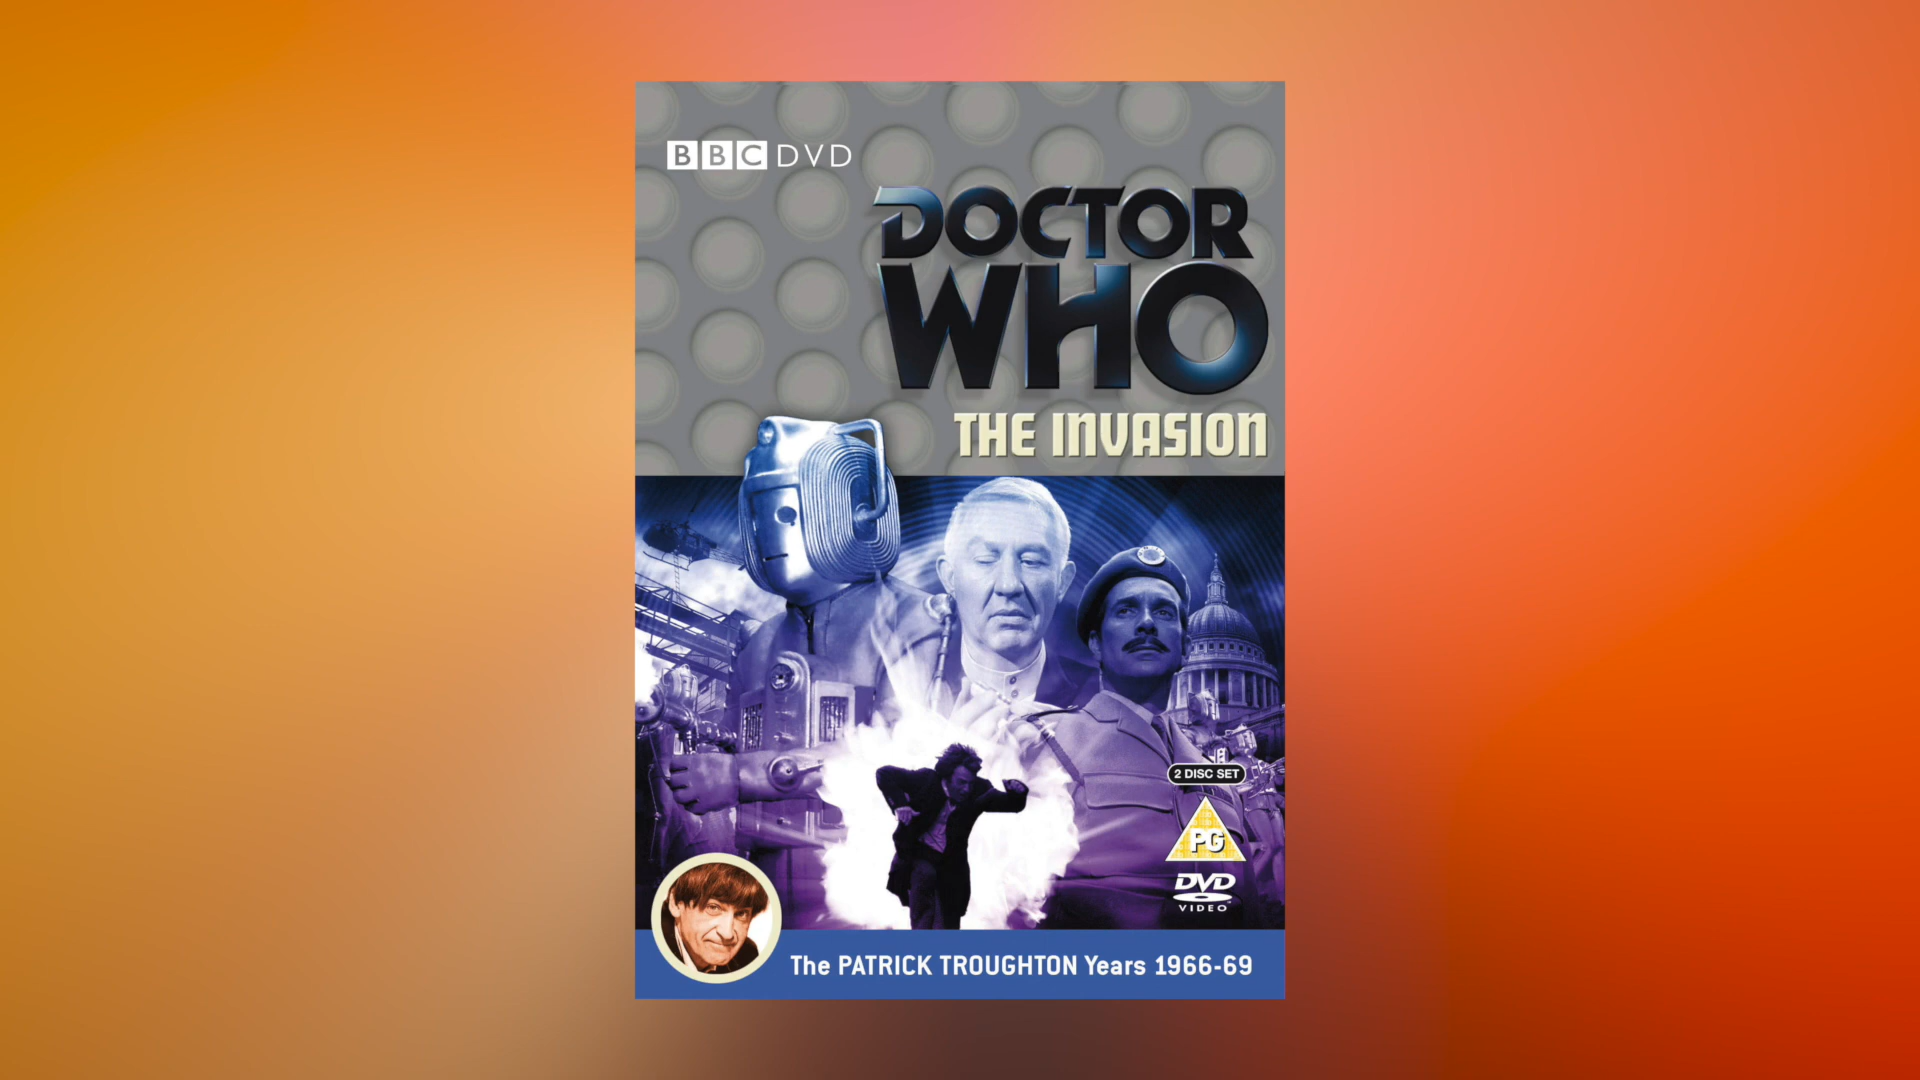 BBC DVD
DOCTOR
WHO
THE INVASION
2 DISC SET
PG
DVD
VIDEO
The PATRICK TROUGHTON Years 1966-69